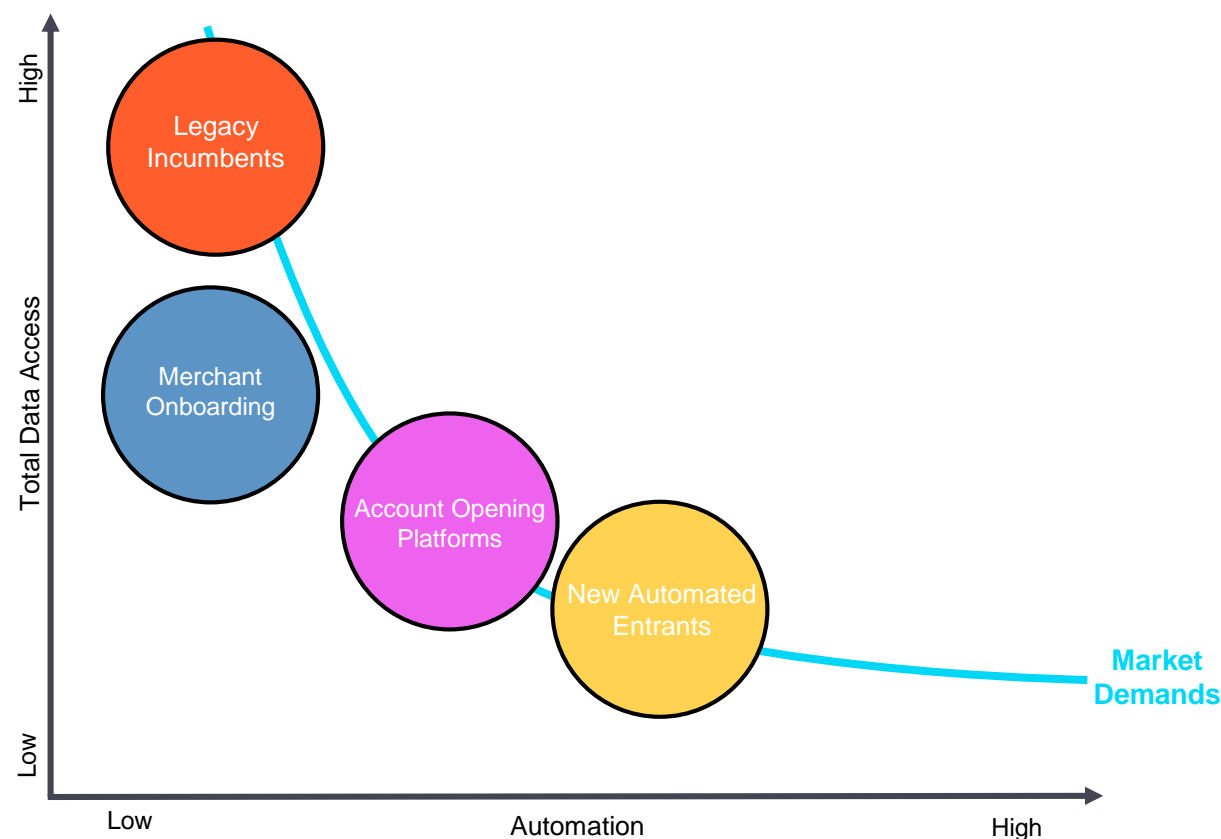 High
Legacy
Incumbents
Total Data Access
Merchant
Onboarding
Account Opening
Platforms
New Automated
Entrants
Market
Demands
Low
Low
Automation
High